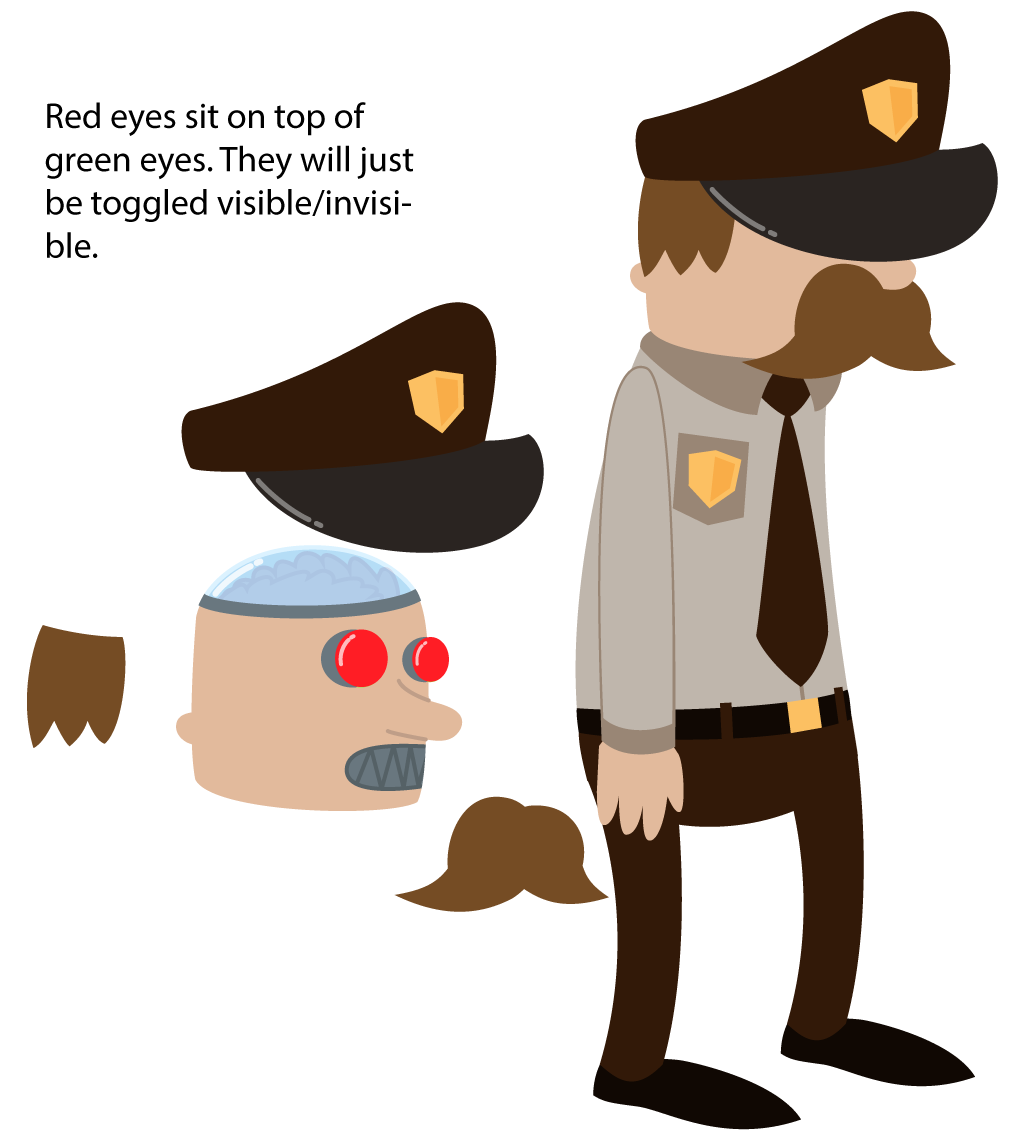 Red eyes sit on top of
green eyes. They will just
be toggled visible/invisi-
ble.